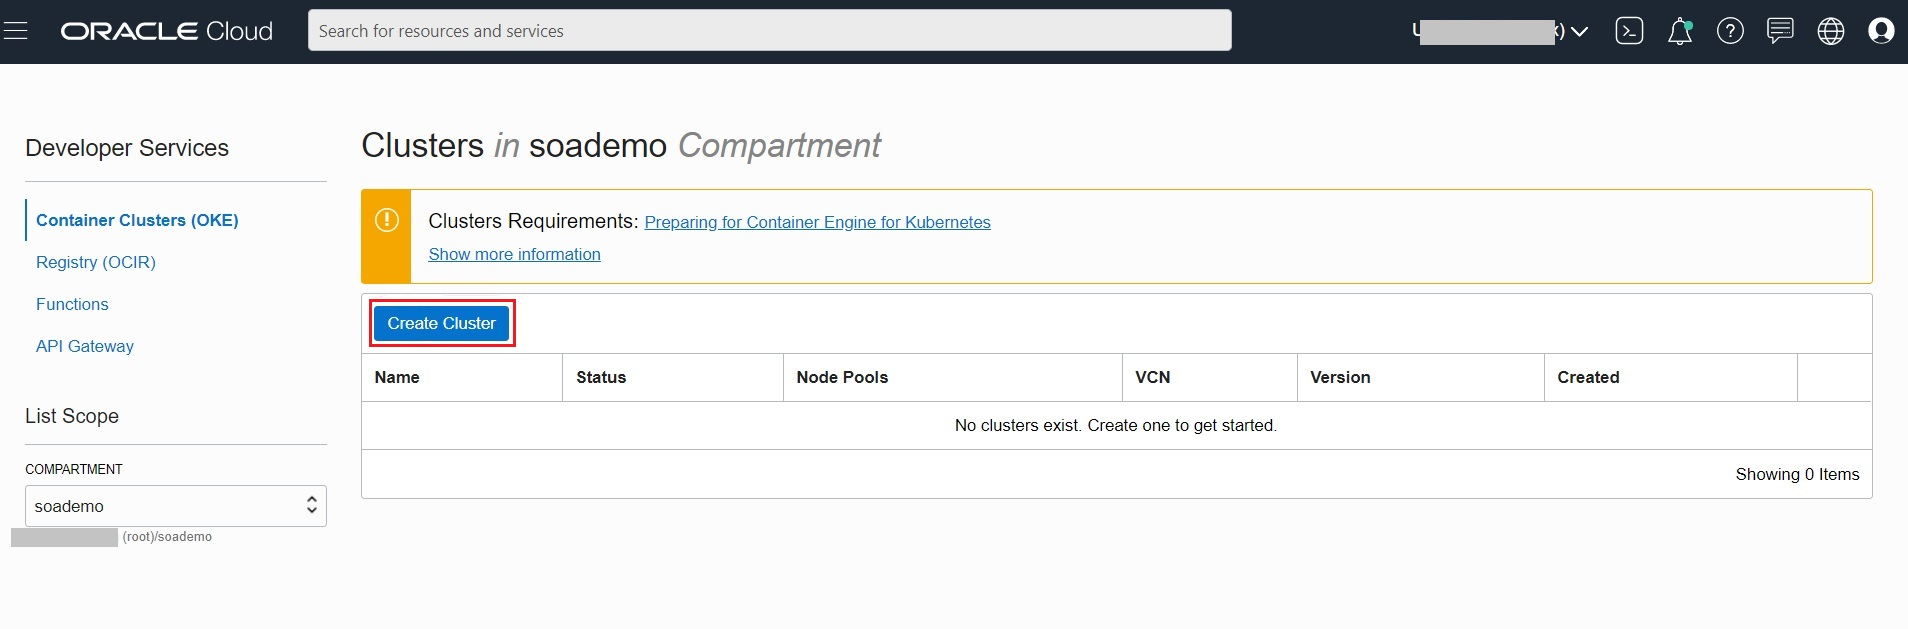 ORACLE Cloud
Search for resources and services
Developer Services
Container Clusters (OKE)
Registry (OCIR)
Functions
API Gateway
List Scope
COMPARTMENT
soademo
(root)/soademo
Clusters in soademo Compartment
Clusters Requirements: Preparing for Container Engine for Kubernetes
Show more information
Create Cluster
Name Status Node Pools VCN Version Created
No clusters exist. Create one to get started.
Showing 0 Items